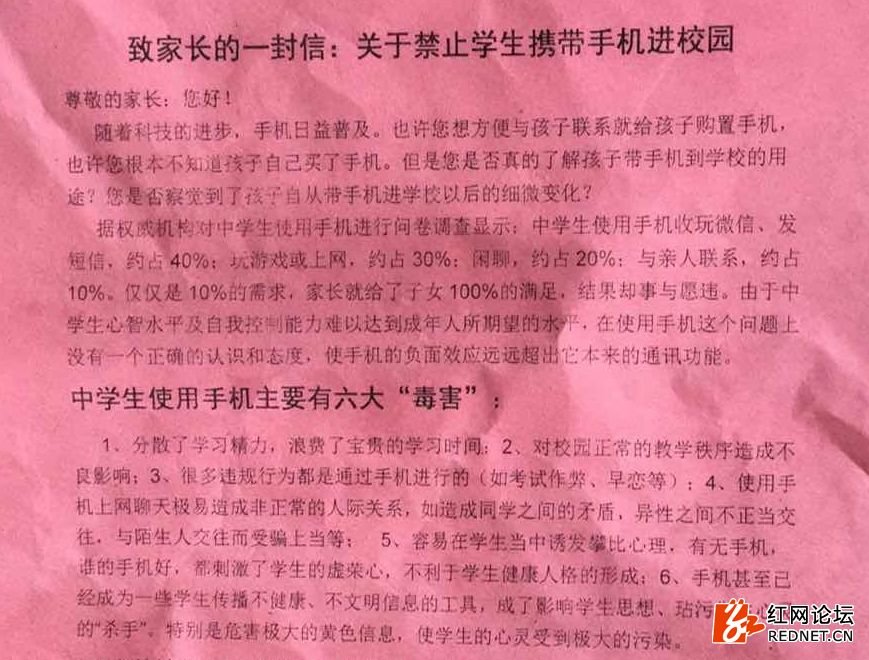 致家长的一封信：关于禁止学生携带手机进校园
尊敬的家长：您好！
随着科技的进步，手机日益普及。也许您想方便与孩子联系就给孩子购置手机，
也许您根本不知道孩子自己买了手机。但是您是否真的了解孩子带手机到学校的用
途？您是否察觉到了孩子自从带手机进学校以后的细微变化？
据权威机构对中学生使用手机进行问卷调查显示：中学生使用手机收玩微信、发
短信，约占40%；玩游戏或上网，约占30%；闲聊，约占20%；与亲人联系，约占
10%。仅仅是10%的需求，家长就给了子女100%的满足，结果却事与愿违。由于中
学生心智水平及自我控制能力难以达到成年人所期望的水平，在使用手机这个问题上
没有一个正确的认识和态度，使手机的负面效应远远超出它本来的通讯功能。
中学生使用手机主要有六大“毒害”：
1、分散了学习精力，浪费了宝贵的学习时间；2、对校园正常的教学秩序造成不
良影响；3、很多违规行为都是通过手机进行的（如考试作弊、早恋等）；4、使用手
机上网聊天极易造成非正常的人际关系，如造成同学之间的矛盾，异性之间不正当交
往，与陌生人交往而受骗上当等； 5、容易在学生当中诱发攀比心理，有无手机，
谁的手机好，都刺激了学生的虚荣心，不利于学生健康人格的形成；6、手机甚至已
经成为一些学生传播不健康、不文明信息的工具，成了影响学生思想、玷污
的“杀手”。特别是危害极大的黄色信息，使学生的心灵受到极大的污染。
红网论坛
REDNET.CN